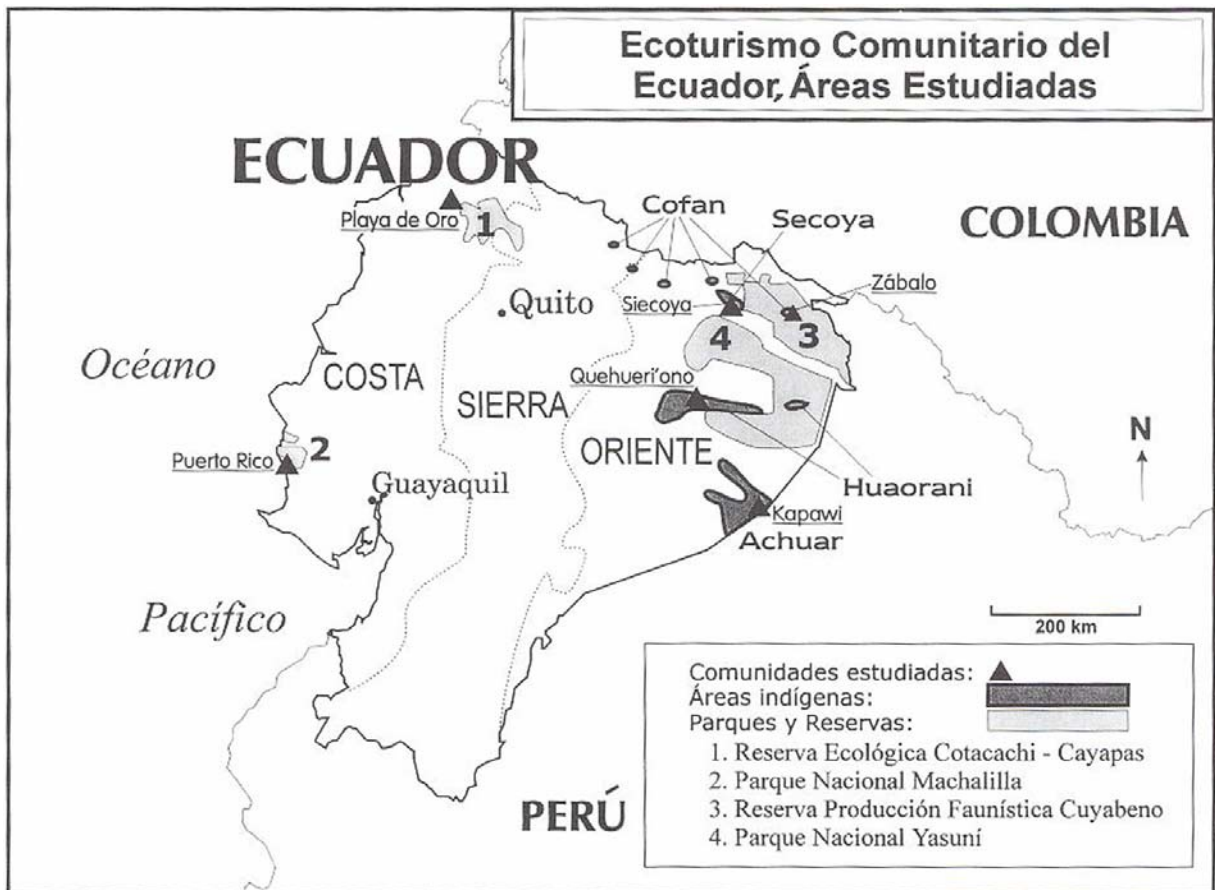 Ecoturismo Comunitario del
Ecuador, Áreas Estudiadas
ECUADOR
Playa de Oro
1
Cofan
Secoya
COLOMBIA
Quito
Siecoya
Zábalo
4
3
Océano
COSTA
Quehueri'ono
SIERRA
ORIENTE
N
2
Puerto Rico
Guayaquil
Huaorani
Kapawi
Achuar
Pacífico
200 km
PERÚ
Comunidades estudiadas:
Áreas indígenas:
Parques y Reservas:
1. Reserva Ecológica Cotacachi - Cayapas
2. Parque Nacional Machalilla
3. Reserva Producción Faunística Cuyabeno
4. Parque Nacional Yasuní